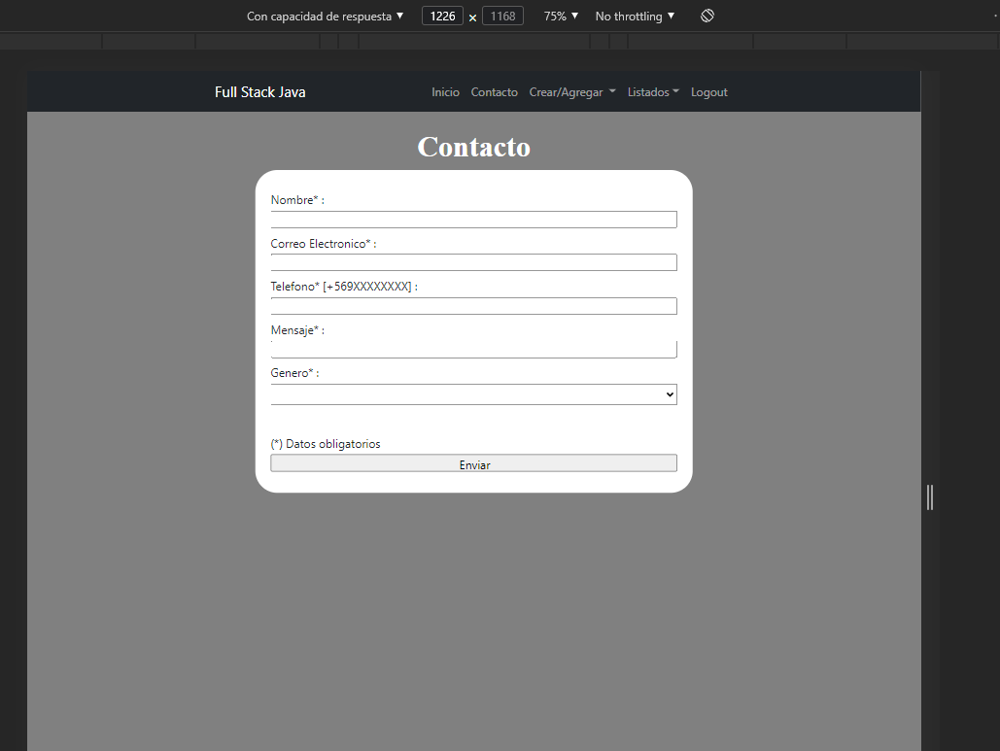 Con capacidad de respuesta ▼ 1226 × 1168 75% ▼ No throttling ▼
Full Stack Java Inicio Contacto Crear/Agregar Listados Logout
Contacto
Nombre* :
Correo Electronico* :
Telefono* [+569XXXXXXXX] :
Mensaje* :
Genero* :
(*) Datos obligatorios
Enviar